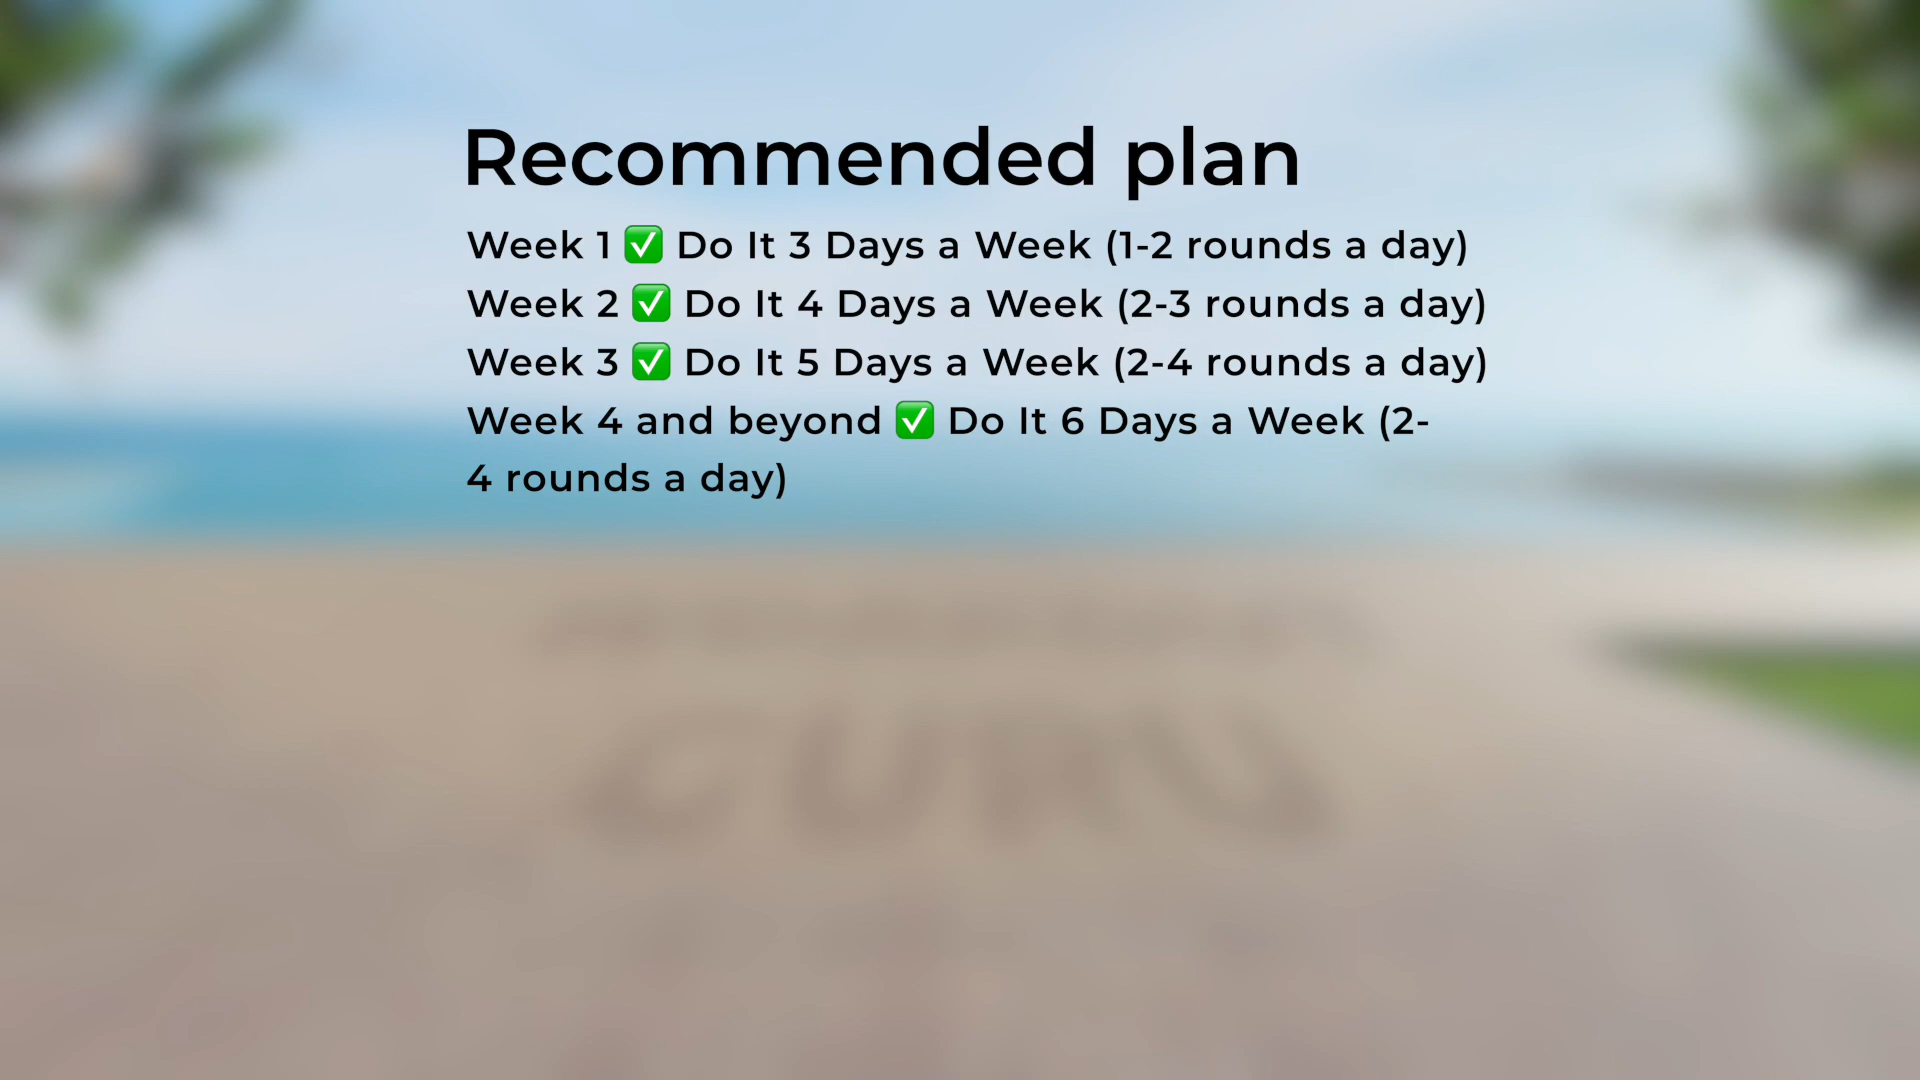 Recommended plan
Week 1 ✅ Do It 3 Days a Week (1-2 rounds a day)
Week 2 ✅ Do It 4 Days a Week (2-3 rounds a day)
Week 3 ✅ Do It 5 Days a Week (2-4 rounds a day)
Week 4 and beyond ✅ Do It 6 Days a Week (2-
4 rounds a day)